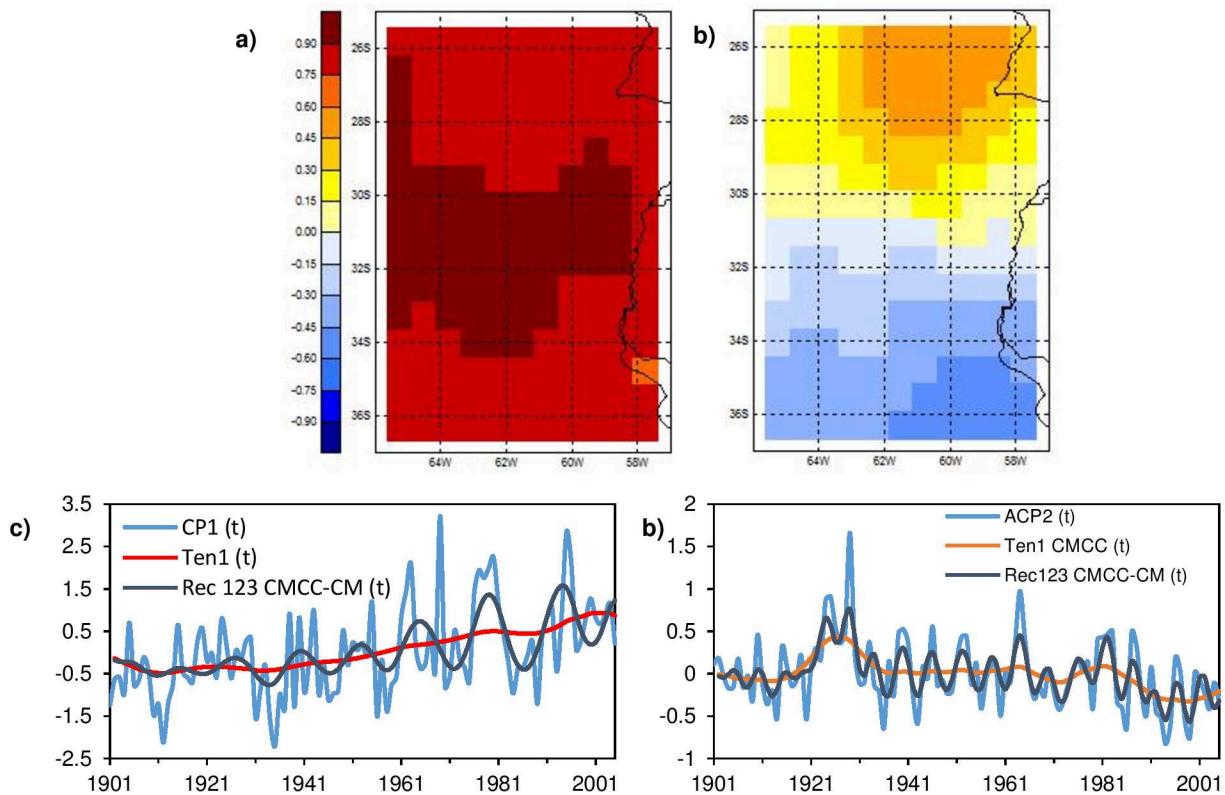 a)
0.90
0.75
0.60
0.45
0.30
0.15
0.00
-0.15
-0.30
-0.45
-0.60
-0.75
-0.90
26S
28S
30S
32S
34S
36S
64W 62W 60W 58W
b)
26S
28S
30S
32S
34S
36S
64W 62W 60W 58W
c)
3.5
2.5
1.5
0.5
-0.5
-1.5
-2.5
CP1 (t)
Ten1 (t)
Rec 123 CMCC-CM (t)
1901 1921 1941 1961 1981 2001
b)
2
1.5
1
0.5
0
-0.5
-1
ACP2 (t)
Ten1 CMCC (t)
Rec123 CMCC-CM (t)
1901 1921 1941 1961 1981 2001